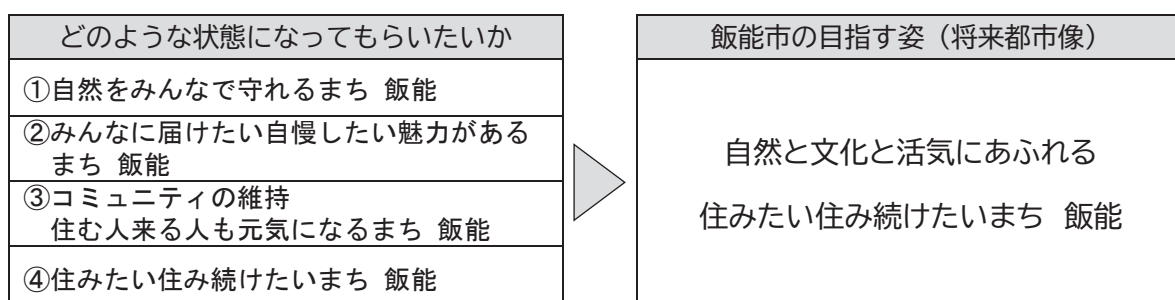 どのような状態になってもらいたいか
①自然をみんなで守れるまち 飯能
②みんなに届けたい自慢したい魅力がある
まち 飯能
③コミュニティの維持
住む人来る人も元気になるまち 飯能
④住みたい住み続けたいまち 飯能
飯能市の目指す姿（将来都市像）
自然と文化と活気にあふれる
住みたい住み続けたいまち 飯能